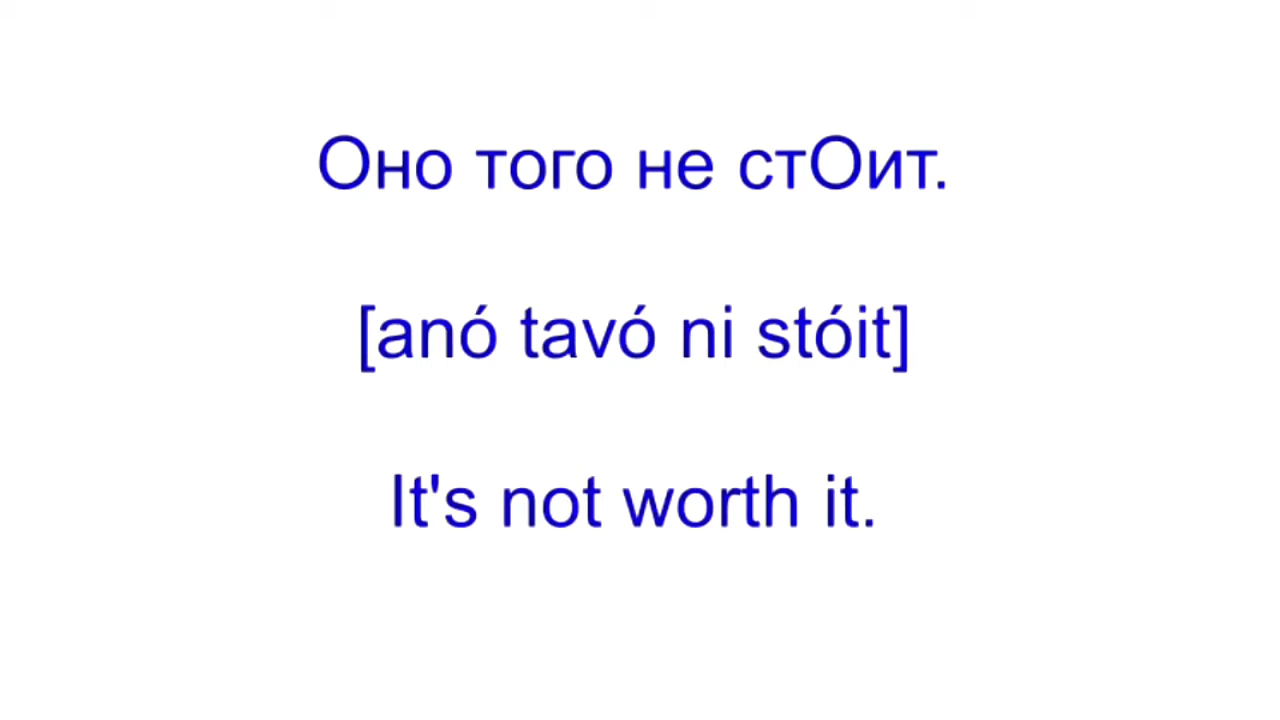 Оно того не стОит.
[anó tavó ni stóit]
It's not worth it.